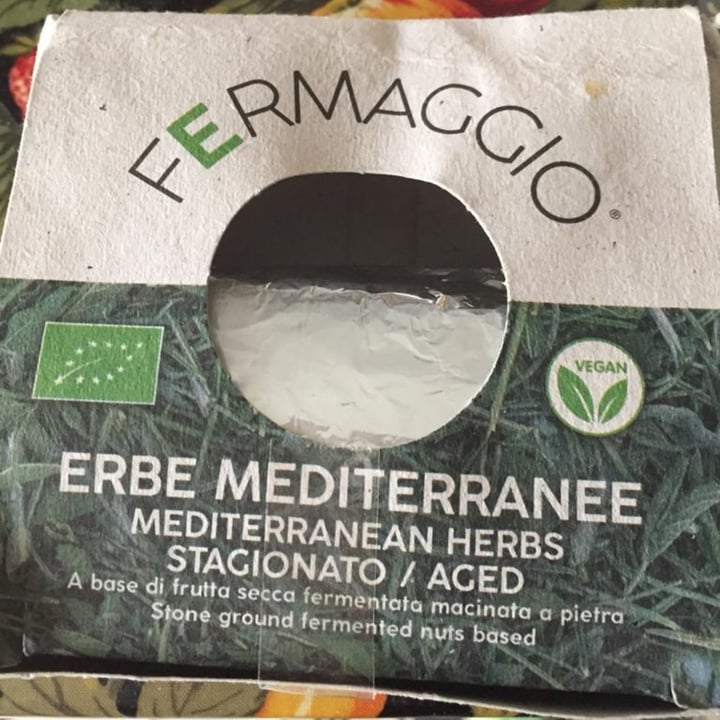 FERMAGGIO®
VEGAN
ERBE MEDITERRANEE
MEDITERRANEAN HERBS
STAGIONATO / AGED
A base di frutta secca fermentata macinata a pietra
Stone ground fermented nuts based